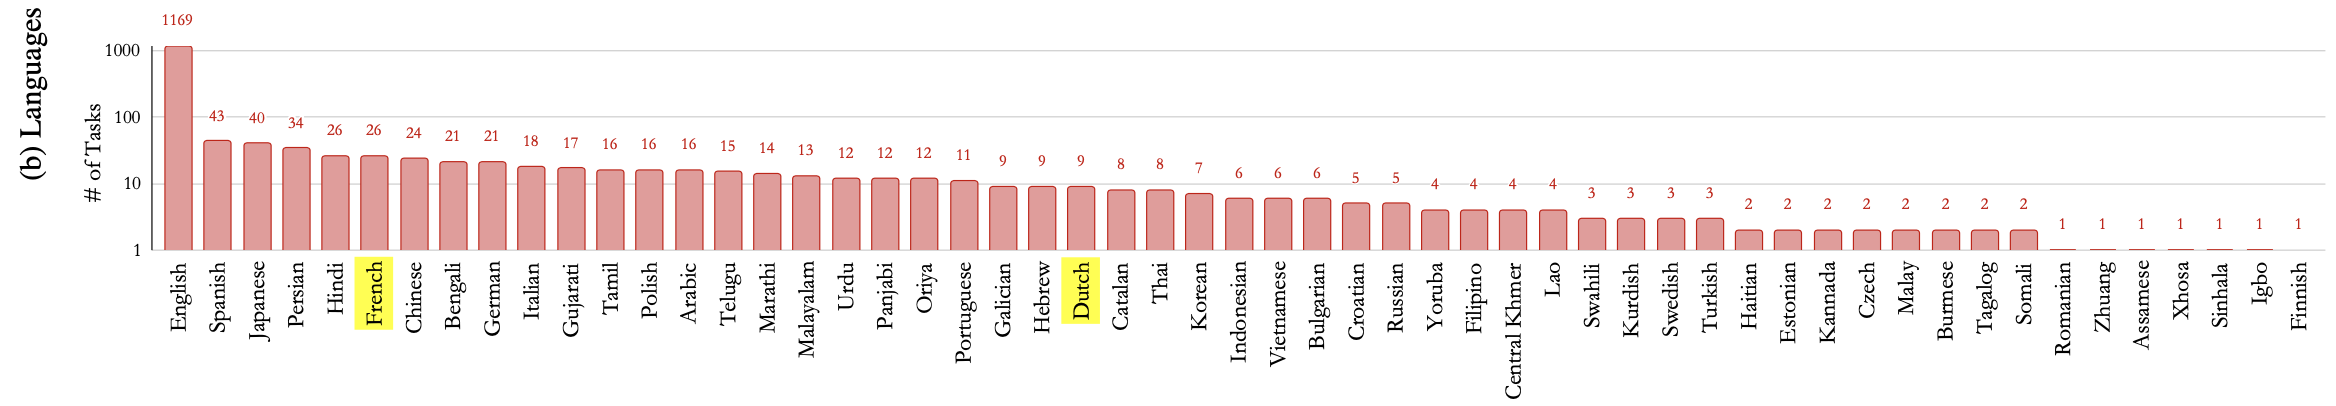 (b) Languages
# of Tasks
1000
100
10
1
1169 43 40 34 26 26 24 21 21 18 17 16 16 16 15 14 13 12 12 12 11 9 9 9 8 8 7 6 6 6 5 5 4 4 4 4 3 3 3 3 2 2 2 2 2 2 2 2 1 1 1 1 1 1 1
English
Spanish
Japanese
Persian
Hindi
French
Chinese
Bengali
German
Italian
Gujarati
Tamil
Polish
Arabic
Telugu
Marathi
Malayalam
Urdu
Panjabi
Oriya
Portuguese
Galician
Hebrew
Dutch
Catalan
Thai
Korean
Indonesian
Vietnamese
Bulgarian
Croatian
Russian
Yoruba
Filipino
Central Khmer
Lao
Swahili
Kurdish
Swedish
Turkish
Haitian
Estonian
Kannada
Czech
Malay
Burmese
Tagalog
Somali
Romanian
Zhuang
Assamese
Xhosa
Sinhala
Igbo
Finnish